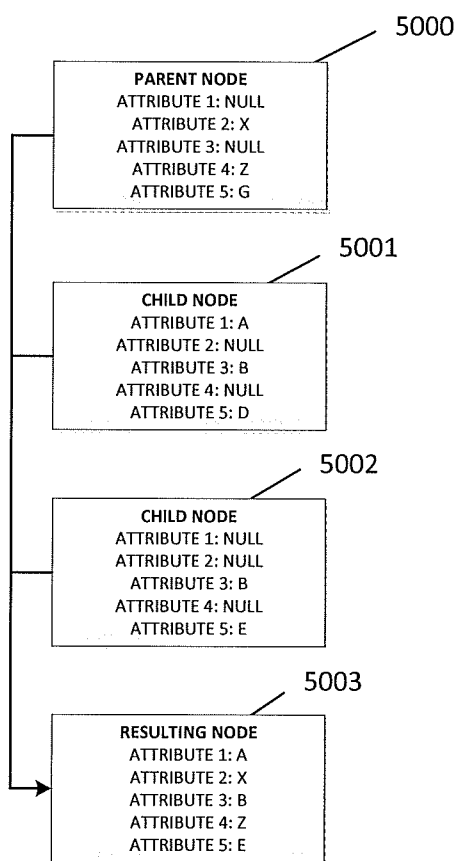 5000
PARENT NODE
ATTRIBUTE 1: NULL
ATTRIBUTE 2: X
ATTRIBUTE 3: NULL
ATTRIBUTE 4: Z
ATTRIBUTE 5: G
5001
CHILD NODE
ATTRIBUTE 1: A
ATTRIBUTE 2: NULL
ATTRIBUTE 3: B
ATTRIBUTE 4: NULL
ATTRIBUTE 5: D
5002
CHILD NODE
ATTRIBUTE 1: NULL
ATTRIBUTE 2: NULL
ATTRIBUTE 3: B
ATTRIBUTE 4: NULL
ATTRIBUTE 5: E
5003
RESULTING NODE
ATTRIBUTE 1: A
ATTRIBUTE 2: X
ATTRIBUTE 3: B
ATTRIBUTE 4: Z
ATTRIBUTE 5: E